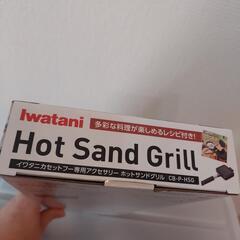 Iwatani
多彩な料理が楽しめるレシピ付き!
Hot Sand Grill
イワタニカセットフー専用アクセサリー ホットサンドグリル CB-P-HSG